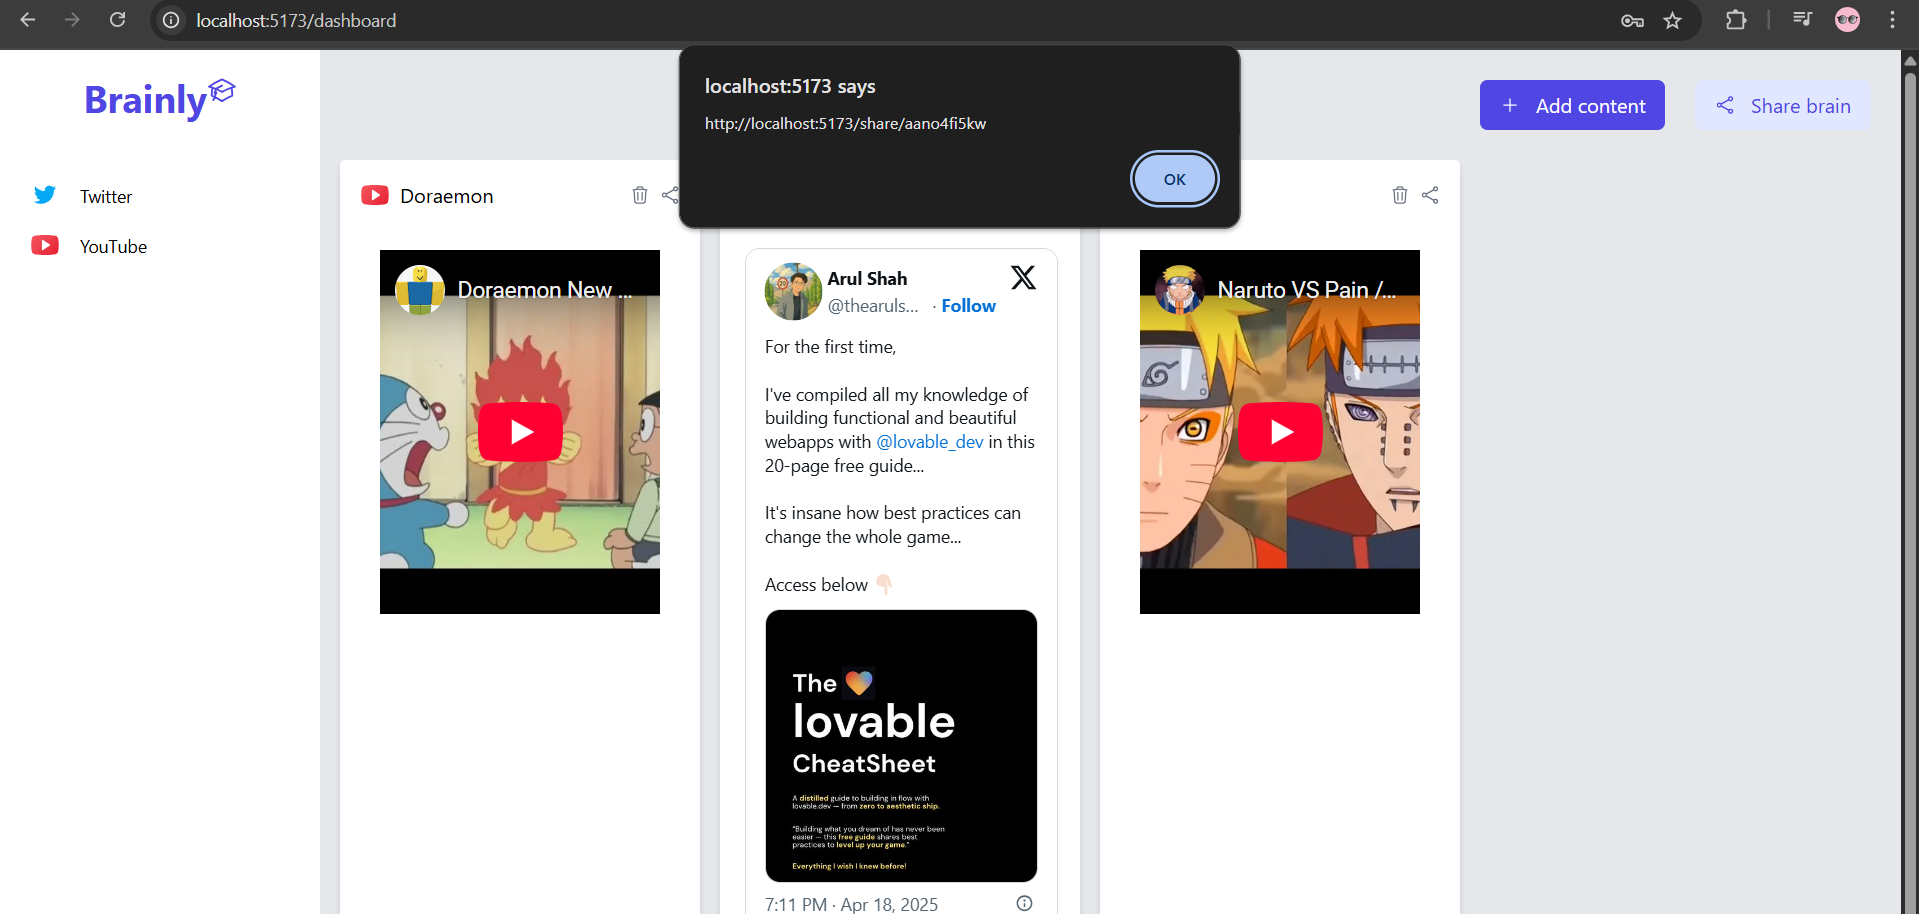 localhost:5173/dashboard
Brainly
Twitter
YouTube
localhost:5173 says
http://localhost:5173/share/aano4fi5kw
OK
Add content
Share brain
Doraemon
Doraemon New ...
Arul Shah
@thearuls... · Follow
For the first time,
I've compiled all my knowledge of
building functional and beautiful
webapps with @lovable_dev in this
20-page free guide...
It's insane how best practices can
change the whole game...
Access below 👇🏻
The
lovable
CheatSheet
A distilled guide to building in flow with
lovable.dev — from zero to aesthetic ship.
"Building what you dream of has never been
easier — this free guide shares best
practices to level up your game."
Everything I wish I knew before!
7:11 PM · Apr 18, 2025
Naruto VS Pain /...